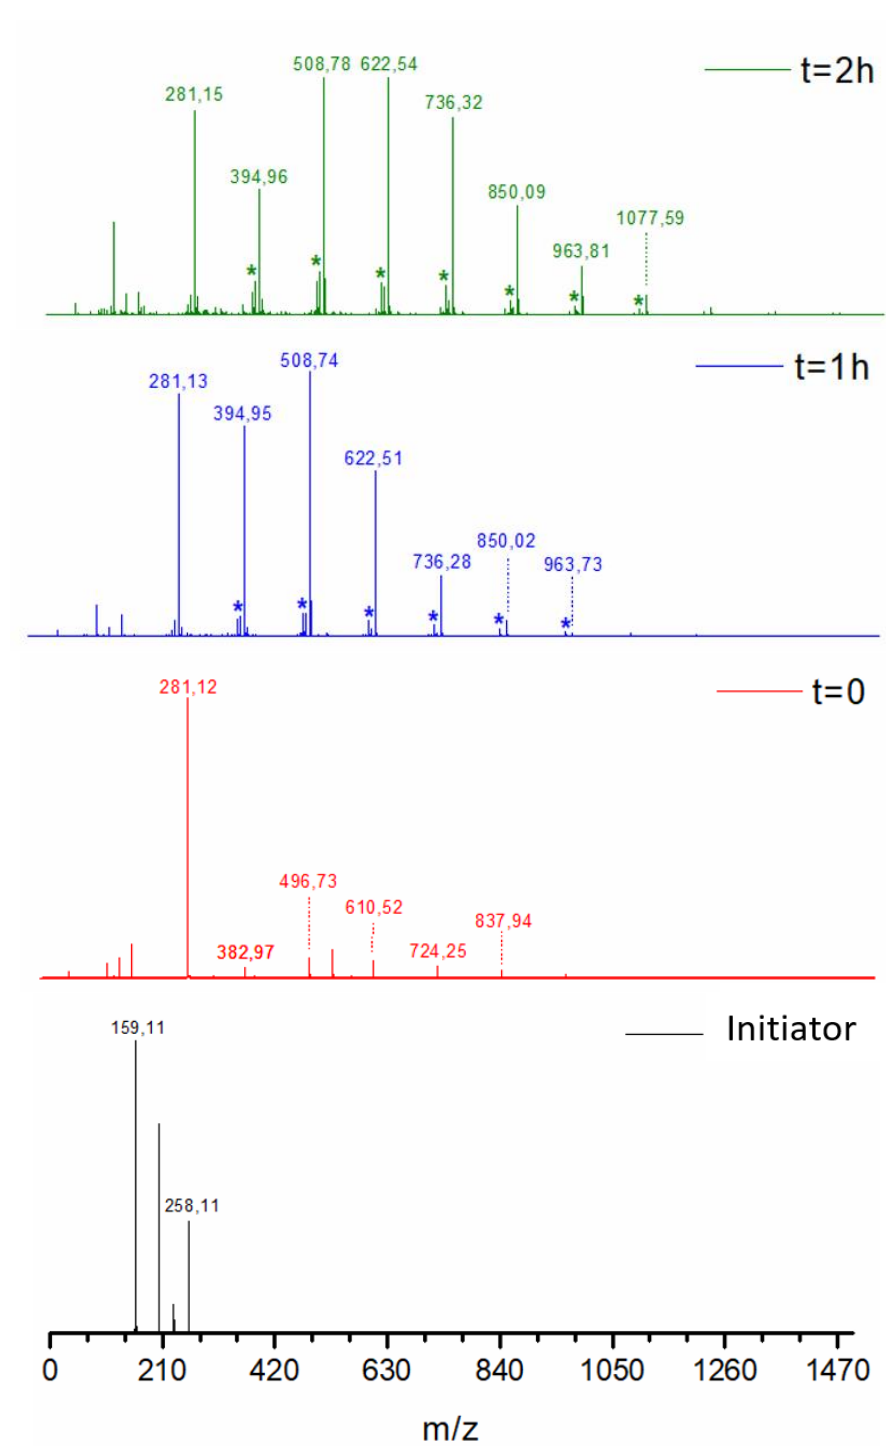 508,78 622,54
t=2h
281,15
736,32
394,96
850,09
1077,59
963,81
* * * * * * *
508,74
t=1h
281,13
394,95
622,51
850,02
736,28
963,73
* * * * * *
281,12
t=0
496,73
610,52
837,94
382,97
724,25
159,11
Initiator
258,11
0 210 420 630 840 1050 1260 1470
m/z